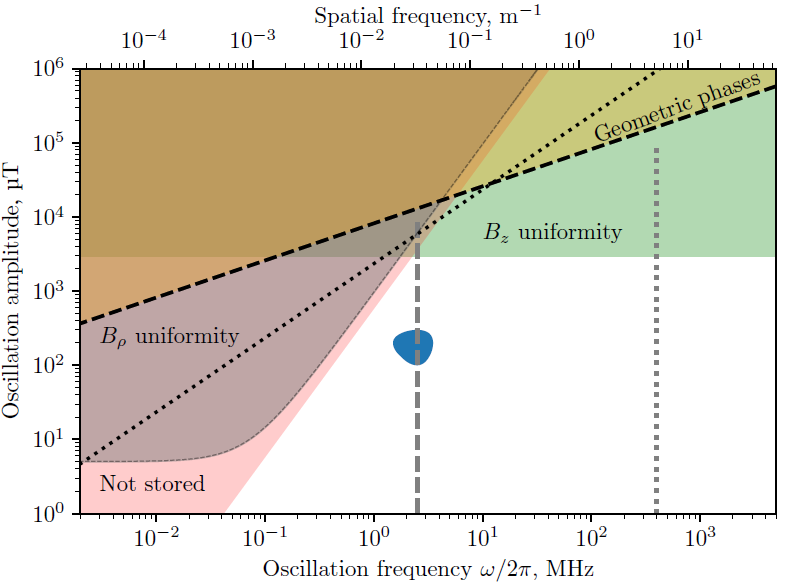 Spatial frequency, m⁻¹
10⁻⁴ 10⁻³ 10⁻² 10⁻¹ 10⁰ 10¹
10⁶
Geometric phases
10⁵
10⁴
B_z uniformity
10³
B_ρ uniformity
10²
10¹
Not stored
10⁰
Oscillation amplitude, µT
10⁻² 10⁻¹ 10⁰ 10¹ 10² 10³
Oscillation frequency ω/2π, MHz